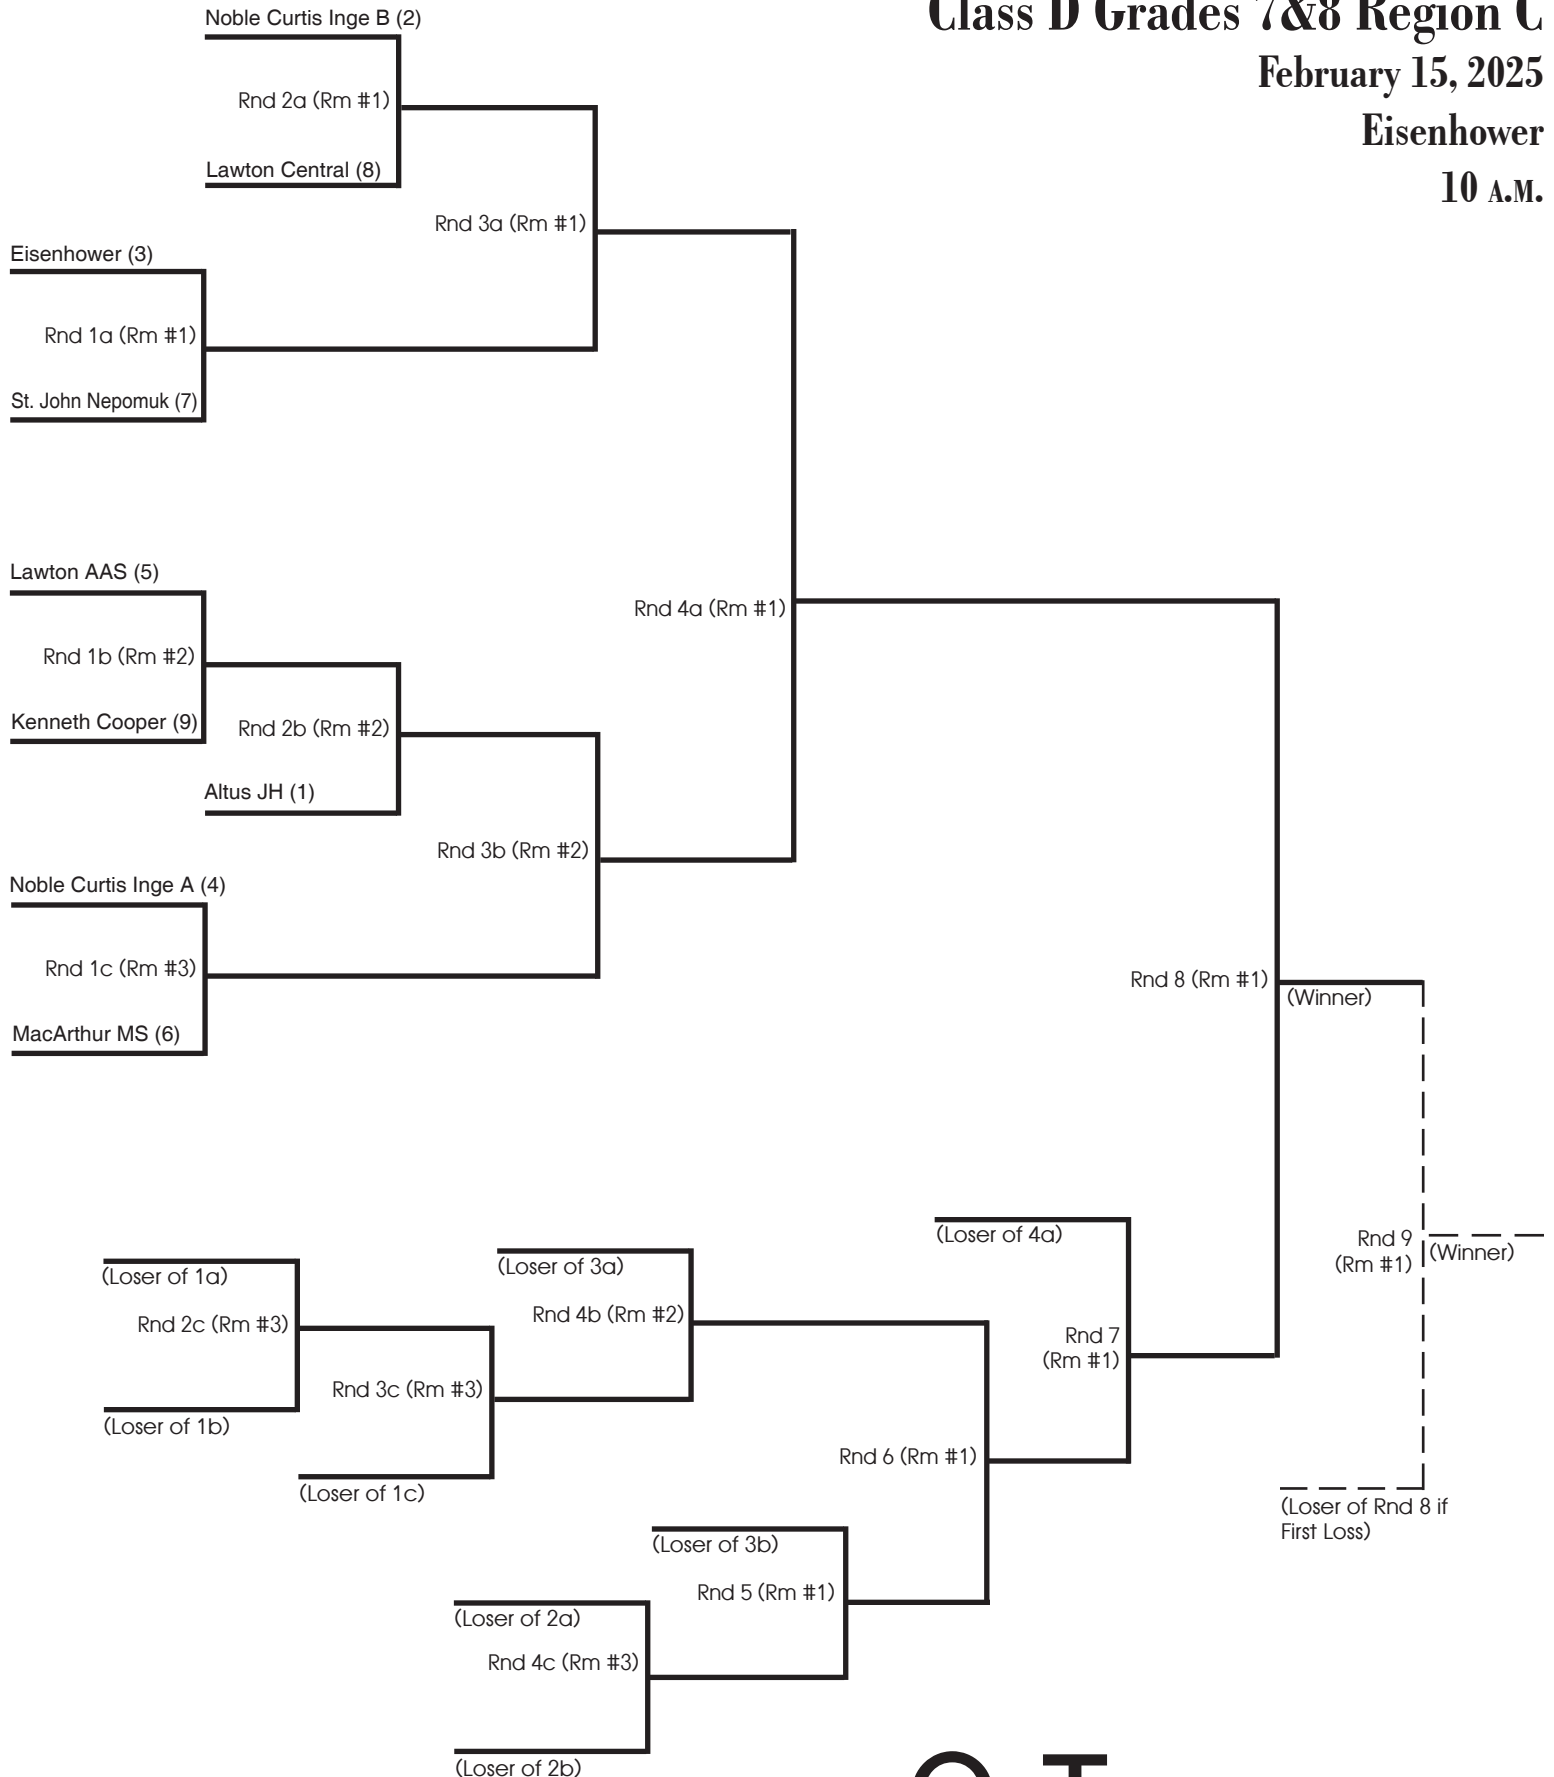 Class D Grades 7&8 Region C
February 15, 2025
Eisenhower
10 A.M.
Noble Curtis Inge B (2)
Rnd 2a (Rm #1)
Lawton Central (8)
Rnd 3a (Rm #1)
Eisenhower (3)
Rnd 1a (Rm #1)
St. John Nepomuk (7)
Lawton AAS (5)
Rnd 4a (Rm #1)
Rnd 1b (Rm #2)
Kenneth Cooper (9)
Rnd 2b (Rm #2)
Altus JH (1)
Rnd 3b (Rm #2)
Noble Curtis Inge A (4)
Rnd 1c (Rm #3)
MacArthur MS (6)
Rnd 8 (Rm #1)
(Winner)
(Loser of 4a)
Rnd 9
(Rm #1)
(Winner)
(Loser of 1a)
(Loser of 3a)
Rnd 2c (Rm #3)
Rnd 4b (Rm #2)
Rnd 7
(Rm #1)
Rnd 3c (Rm #3)
(Loser of 1b)
Rnd 6 (Rm #1)
(Loser of 1c)
(Loser of Rnd 8 if
First Loss)
(Loser of 3b)
Rnd 5 (Rm #1)
(Loser of 2a)
Rnd 4c (Rm #3)
(Loser of 2b)